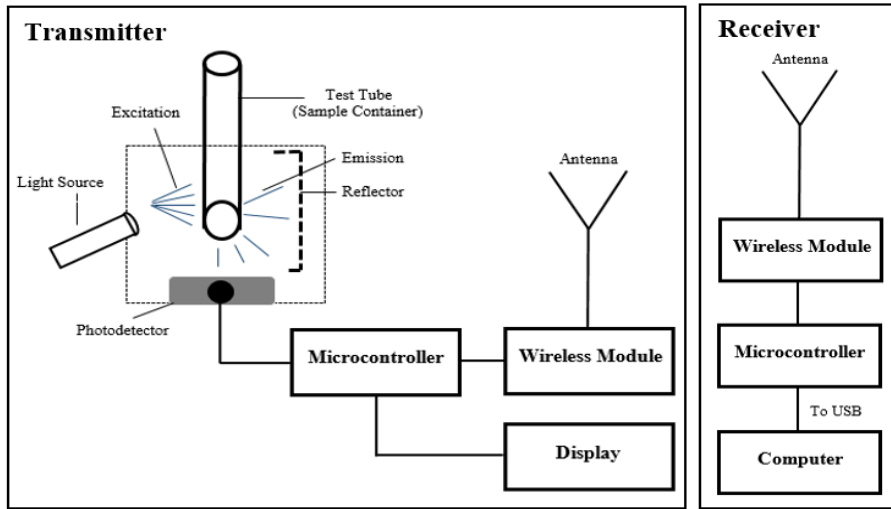 Transmitter
Test Tube
(Sample Container)
Excitation
Emission
Reflector
Light Source
Antenna
Photodetector
Microcontroller
Wireless Module
Display
Receiver
Antenna
Wireless Module
Microcontroller
To USB
Computer